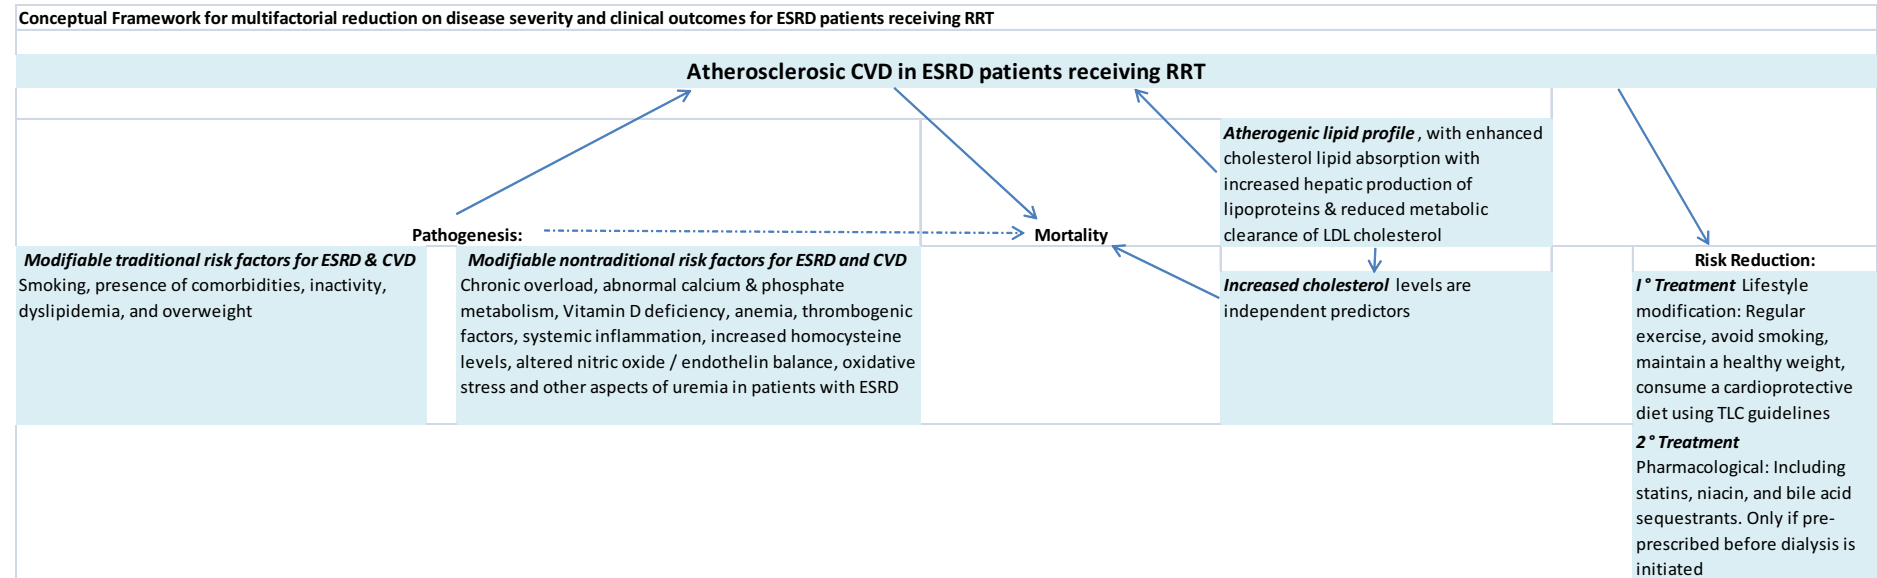 Conceptual Framework for multifactorial reduction on disease severity and clinical outcomes for ESRD patients receiving RRT
Atherosclerosic CVD in ESRD patients receiving RRT
Pathogenesis:
Modifiable traditional risk factors for ESRD & CVD
Smoking, presence of comorbidities, inactivity,
dyslipidemia, and overweight
Modifiable nontraditional risk factors for ESRD and CVD
Chronic overload, abnormal calcium & phosphate
metabolism, Vitamin D deficiency, anemia, thrombogenic
factors, systemic inflammation, increased homocysteine
levels, altered nitric oxide / endothelin balance, oxidative
stress and other aspects of uremia in patients with ESRD
Mortality
Atherogenic lipid profile , with enhanced
cholesterol lipid absorption with
increased hepatic production of
lipoproteins & reduced metabolic
clearance of LDL cholesterol
Increased cholesterol levels are
independent predictors
Risk Reduction:
I° Treatment Lifestyle
modification: Regular
exercise, avoid smoking,
maintain a healthy weight,
consume a cardioprotective
diet using TLC guidelines
2° Treatment
Pharmacological: Including
statins, niacin, and bile acid
sequestrants. Only if pre-
prescribed before dialysis is
initiated